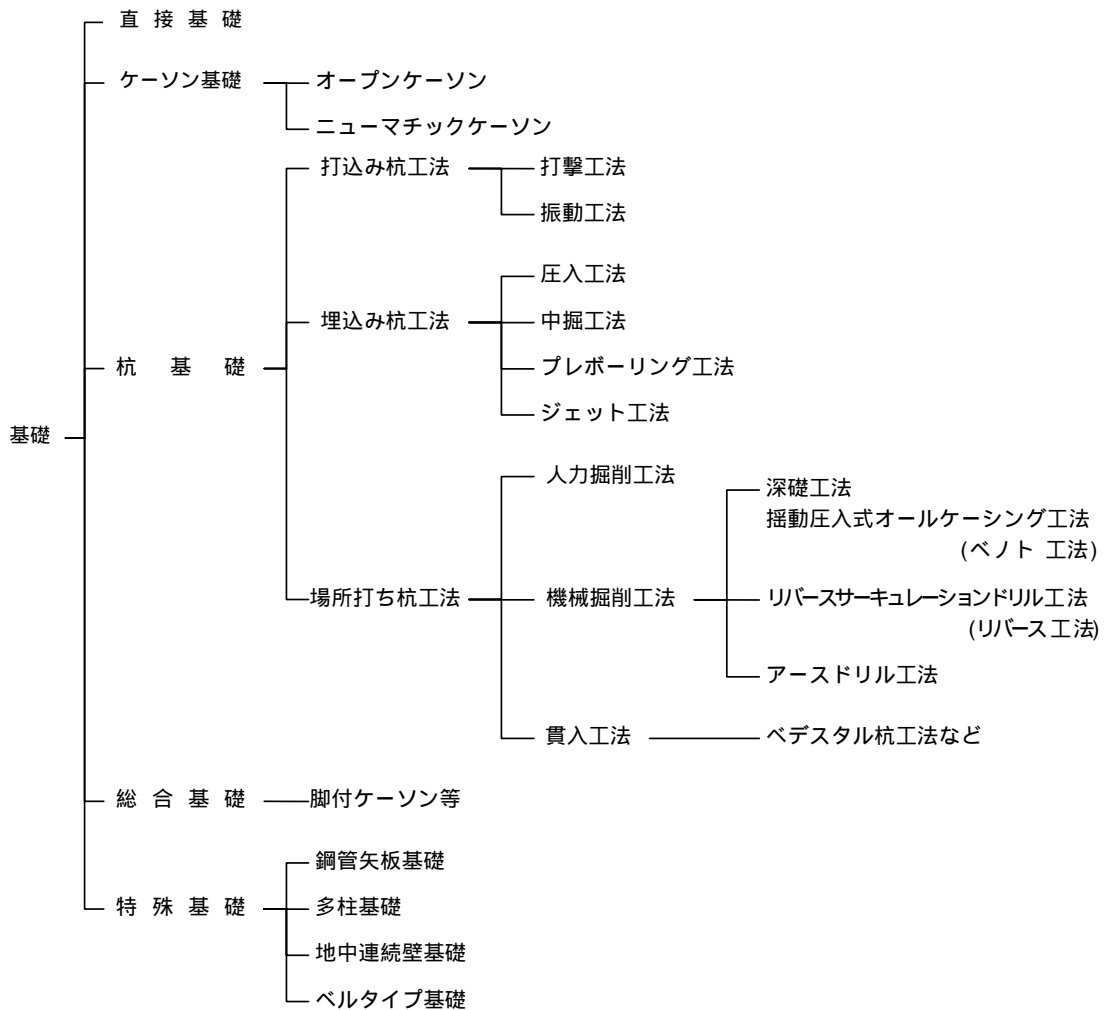 直接基礎
ケーソン基礎
オープンケーソン
ニューマチックケーソン
打込み杭工法
打撃工法
振動工法
圧入工法
埋込み杭工法
中掘工法
杭基礎
プレボーリング工法
ジェット工法
基礎
人力掘削工法
深礎工法
揺動圧入式オールケーシング工法
(ベノト 工法)
場所打ち杭工法
機械掘削工法
リバースサーキュレーションドリル工法
(リバース工法)
アースドリル工法
貫入工法
ペデスタル杭工法など
総合基礎
脚付ケーソン等
鋼管矢板基礎
特殊基礎
多柱基礎
地中連続壁基礎
ベルタイプ基礎